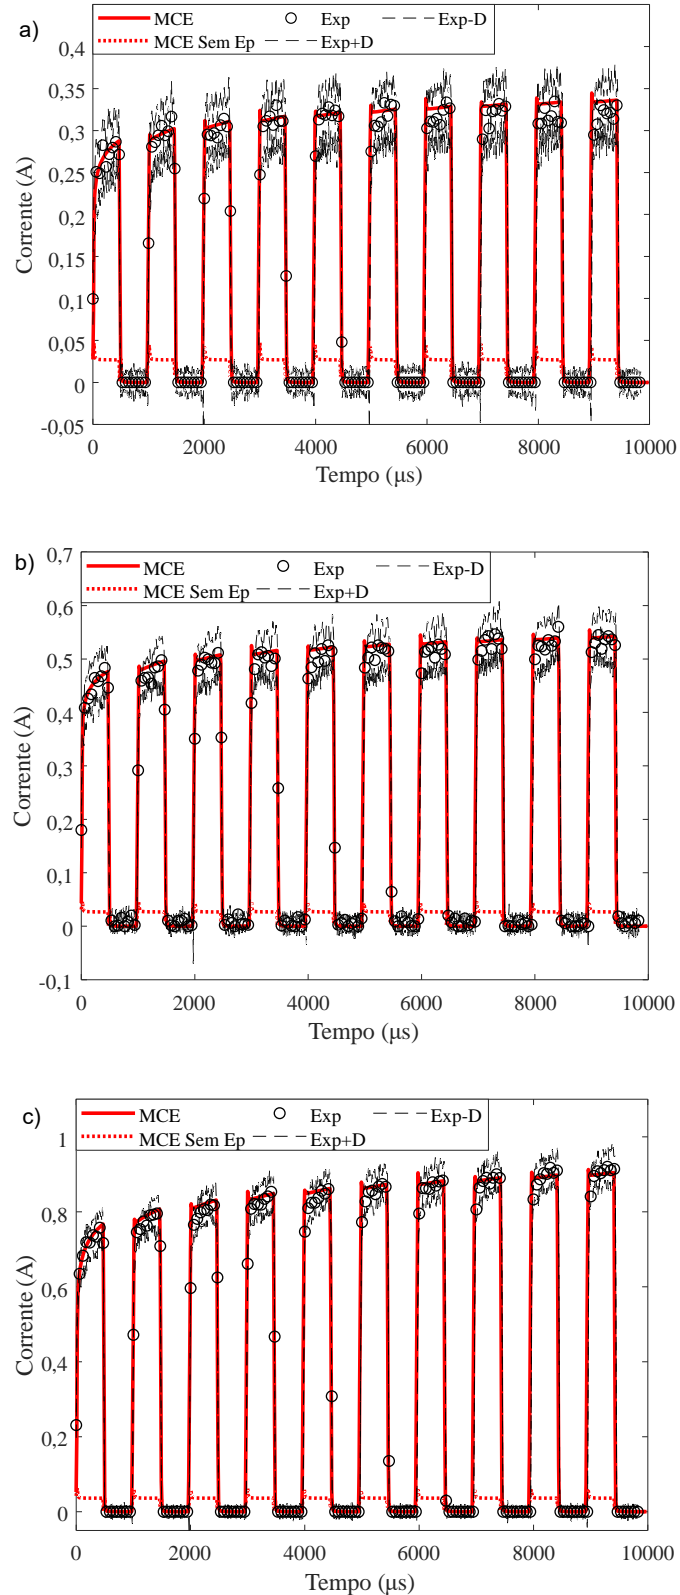 a)
MCE Exp Exp-D
MCE Sem Ep Exp+D
0,4
0,35
0,3
0,25
0,2
0,15
0,1
0,05
0
-0,05
Corrente (A)
0 2000 4000 6000 8000 10000
Tempo (μs)
b)
MCE Exp Exp-D
MCE Sem Ep Exp+D
0,7
0,6
0,5
0,4
0,3
0,2
0,1
0
-0,1
Corrente (A)
0 2000 4000 6000 8000 10000
Tempo (μs)
c)
MCE Exp Exp-D
MCE Sem Ep Exp+D
1
0,8
0,6
0,4
0,2
0
Corrente (A)
0 2000 4000 6000 8000 10000
Tempo (μs)